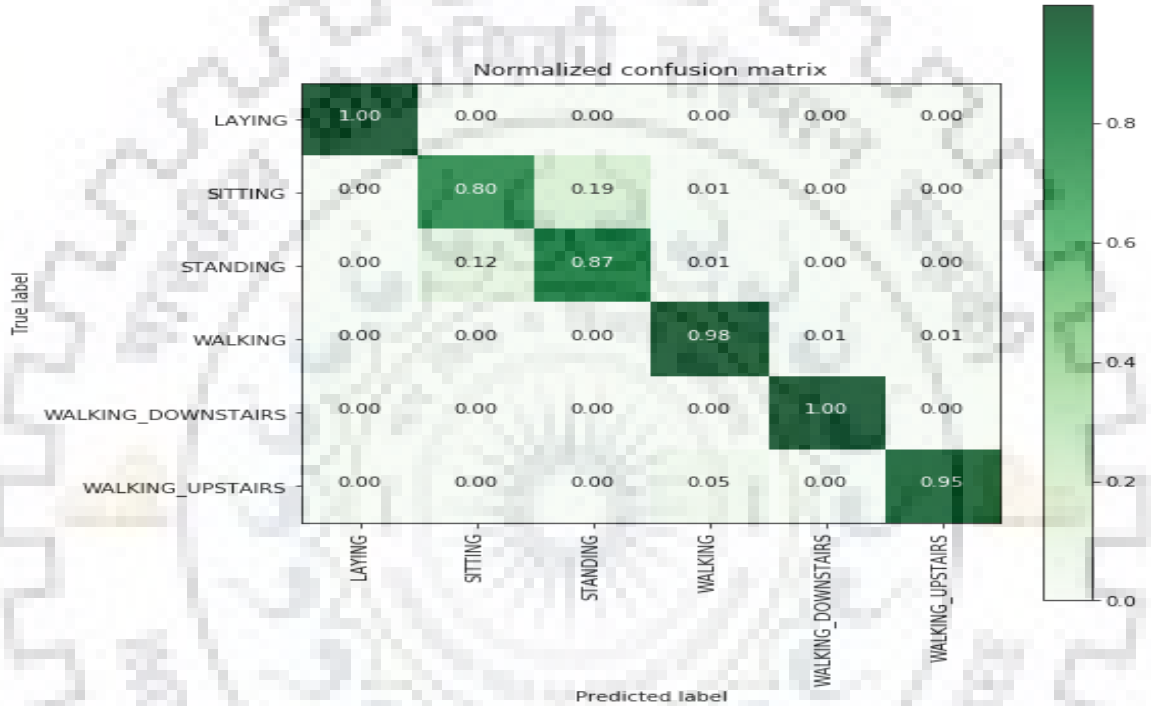 Normalized confusion matrix
True label
LAYING 1.00 0.00 0.00 0.00 0.00 0.00
SITTING 0.00 0.80 0.19 0.01 0.00 0.00
STANDING 0.00 0.12 0.87 0.01 0.00 0.00
WALKING 0.00 0.00 0.00 0.98 0.01 0.01
WALKING_DOWNSTAIRS 0.00 0.00 0.00 0.00 1.00 0.00
WALKING_UPSTAIRS 0.00 0.00 0.00 0.05 0.00 0.95
LAYING
SITTING
STANDING
WALKING
WALKING_DOWNSTAIRS
WALKING_UPSTAIRS
Predicted label
0.8
0.6
0.4
0.2
0.0